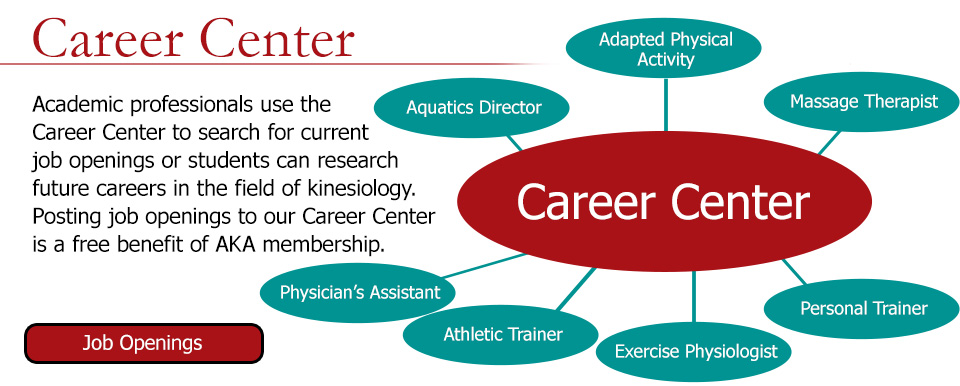 Career Center
Academic professionals use the
Career Center to search for current
job openings or students can research
future careers in the field of kinesiology.
Posting job openings to our Career Center
is a free benefit of AKA membership.
Job Openings
Adapted Physical
Activity
Aquatics Director
Massage Therapist
Career Center
Physician’s Assistant
Athletic Trainer
Exercise Physiologist
Personal Trainer